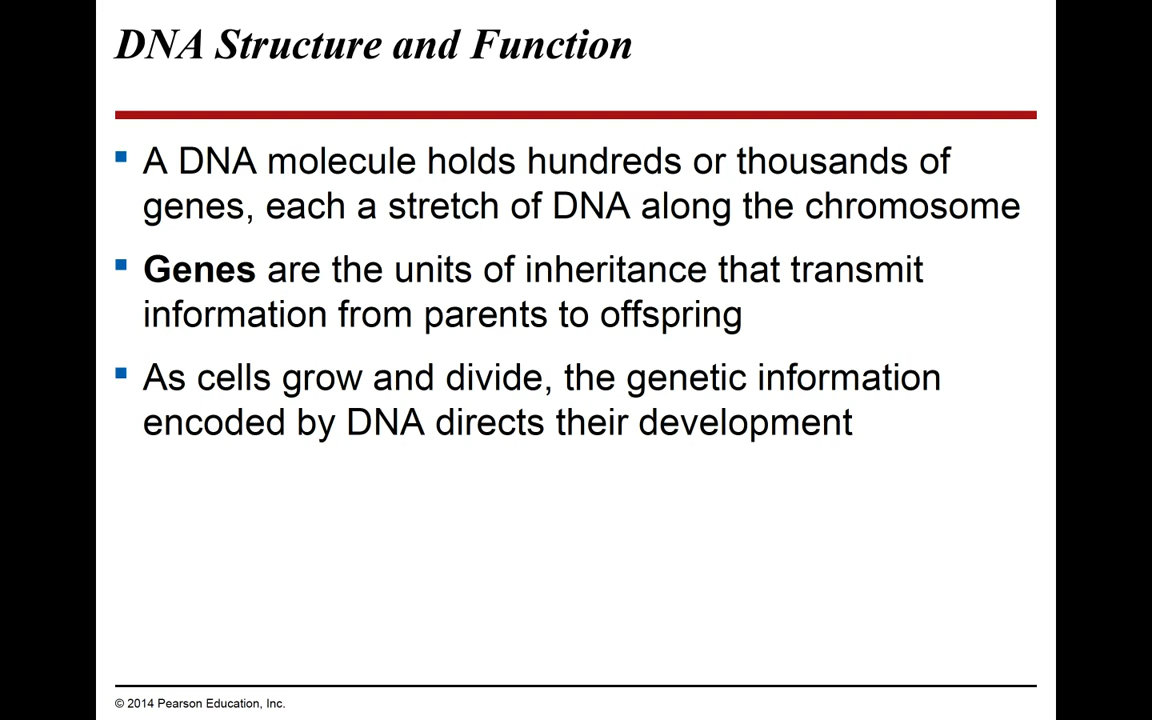 DNA Structure and Function
A DNA molecule holds hundreds or thousands of
genes, each a stretch of DNA along the chromosome
Genes are the units of inheritance that transmit
information from parents to offspring
As cells grow and divide, the genetic information
encoded by DNA directs their development
© 2014 Pearson Education, Inc.